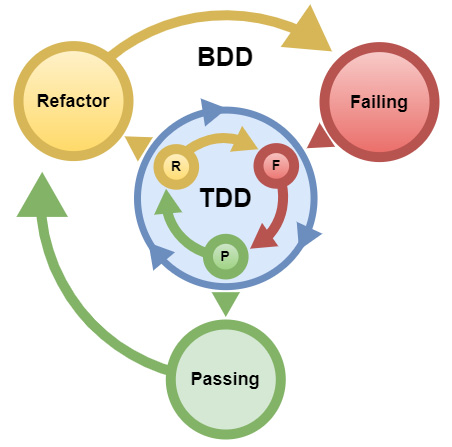 BDD
Refactor
Failing
R
F
TDD
P
Passing